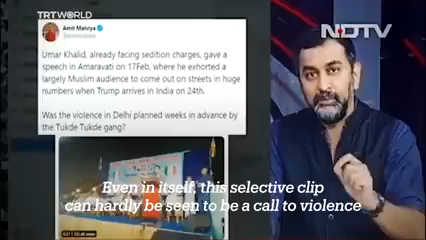 TRT WORLD
NDTV
Amit Malviya
Umar Khalid, already facing sedition charges, gave a
speech in Amaravati on 17Feb, where he exhorted a
largely Muslim audience to come out on streets in huge
numbers when Trump arrives in India on 24th.
Was the violence in Delhi planned weeks in advance by
the Tukde Tukde gang?
Even in itself, this selective clip
can hardly be seen to be a call to violence